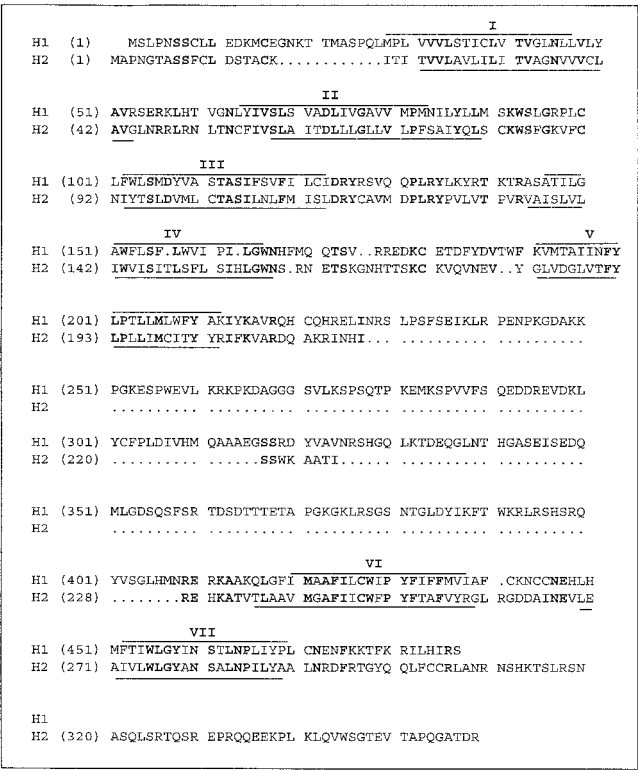 I
H1 (1) MSLPNSSCLL EDKMCEGNKT TMASPQLMPL VVVLSTICLV TVGLNLLVLY
H2 (1) MAPNGTASSFCL DSTACK............ITI TVVLAVLILI TVAGNVVVCL
II
H1 (51) AVRSERKLHT VGNLYIVSLS VADLIVGAVV MPMNILYLLM SKWSLGRPLC
H2 (42) AVGLNRRLRN LTNCFIVSLA ITDLLLGLLV LPFSAIYQLS CKWSFGKVFC
III
H1 (101) LFWLSMDYVA STASIFSVFI LCIDRYRSVQ QPLRYLKYRT KTRASATILG
H2 (92) NIYTSLDVML CTASILNLFM ISLDRYCAVM DPLRYPVLVT PVRVAISLVL
IV V
H1 (151) AWFLSF.LWVI PI.LGWNHFMQ QTSV..RREDKC ETDFYDVTWF KVMTAIINFY
H2 (142) IWVISITLSFL SIHLGWNS.RN ETSKGNHTTSKC KVQVNEV..Y GLVDGLVTFY
H1 (201) LPTLLMLWFY AKIYKAVRQH CQHRELINRS LPSFSEIKLR PENPKGDAKK
H2 (193) LPLLIMCITY YRIFKVARDQ AKRINHI... .......... ..........
H1 (251) PGKESPWEVL KRKPKDAGGG SVLKSPSQTP KEMKSPVVFS QEDDREVDKL
H2 .......... .......... .......... .......... ..........
H1 (301) YCFPLDIVHM QAAAEGSSRD YVAVNRSHGQ LKTDEQGLNT HGASEISEDQ
H2 (220) .......... ......SSWK AATI...... .......... ..........
H1 (351) MLGDSQSFSR TDSDTTTETA PGKGKLRSGS NTGLDYIKFT WKRLRSHSRQ
H2 .......... .......... .......... .......... ..........
VI
H1 (401) YVSGLHMNRE RKAAKQLGFI MAAFILCWIP YFIFFMVIAF .CKNCCNEHLH
H2 (228) ........RE HKATVTLAAV MGAFIICWFP YFTAFVYRGL RGDDAINEVLE
VII
H1 (451) MFTIWLGYIN STLNPLIYPL CNENFKKTFK RILHIRS
H2 (271) AIVLWLGYAN SALNPILYAA LNRDFRTGYQ QLFCCRLANR NSHKTSLRSN
H1
H2 (320) ASQLSRTQSR EPRQQEEKPL KLQVWSGTEV TAPQGATDR